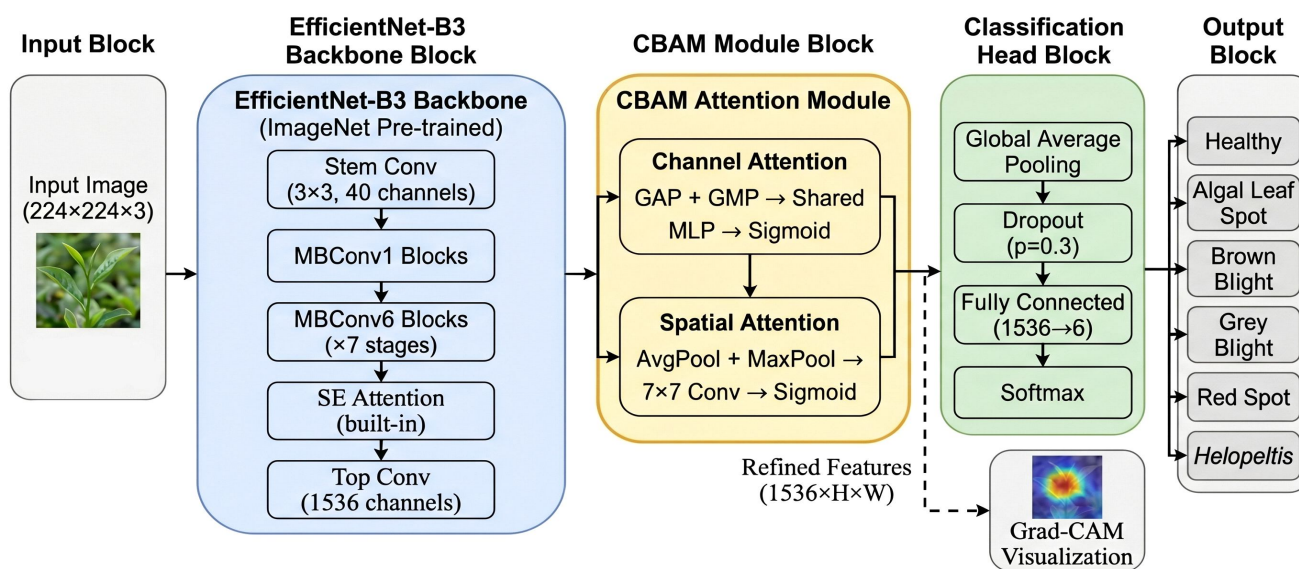 Input Block
Input Image
(224×224×3)
EfficientNet-B3
Backbone Block
EfficientNet-B3 Backbone
(ImageNet Pre-trained)
Stem Conv
(3×3, 40 channels)
MBConv1 Blocks
MBConv6 Blocks
(×7 stages)
SE Attention
(built-in)
Top Conv
(1536 channels)
CBAM Module Block
CBAM Attention Module
Channel Attention
GAP + GMP → Shared
MLP → Sigmoid
Spatial Attention
AvgPool + MaxPool →
7×7 Conv → Sigmoid
Refined Features
(1536×H×W)
Classification
Head Block
Global Average
Pooling
Dropout
(p=0.3)
Fully Connected
(1536→6)
Softmax
Grad-CAM
Visualization
Output
Block
Healthy
Algal Leaf
Spot
Brown
Blight
Grey
Blight
Red Spot
Helopeltis